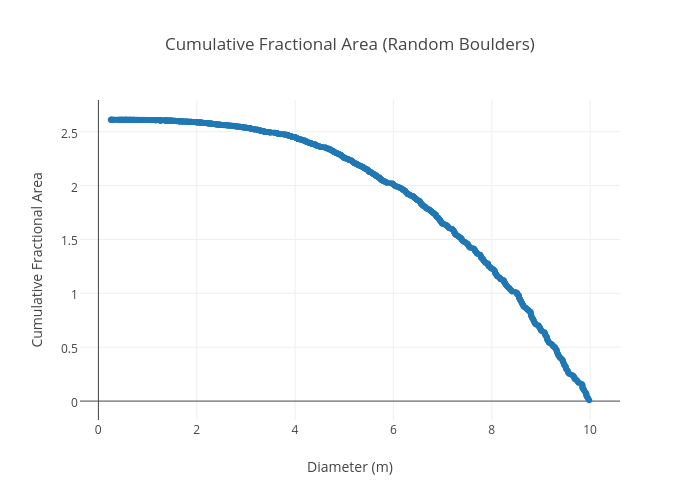 Cumulative Fractional Area (Random Boulders)
Cumulative Fractional Area
2.5
2
1.5
1
0.5
0
0 2 4 6 8 10
Diameter (m)